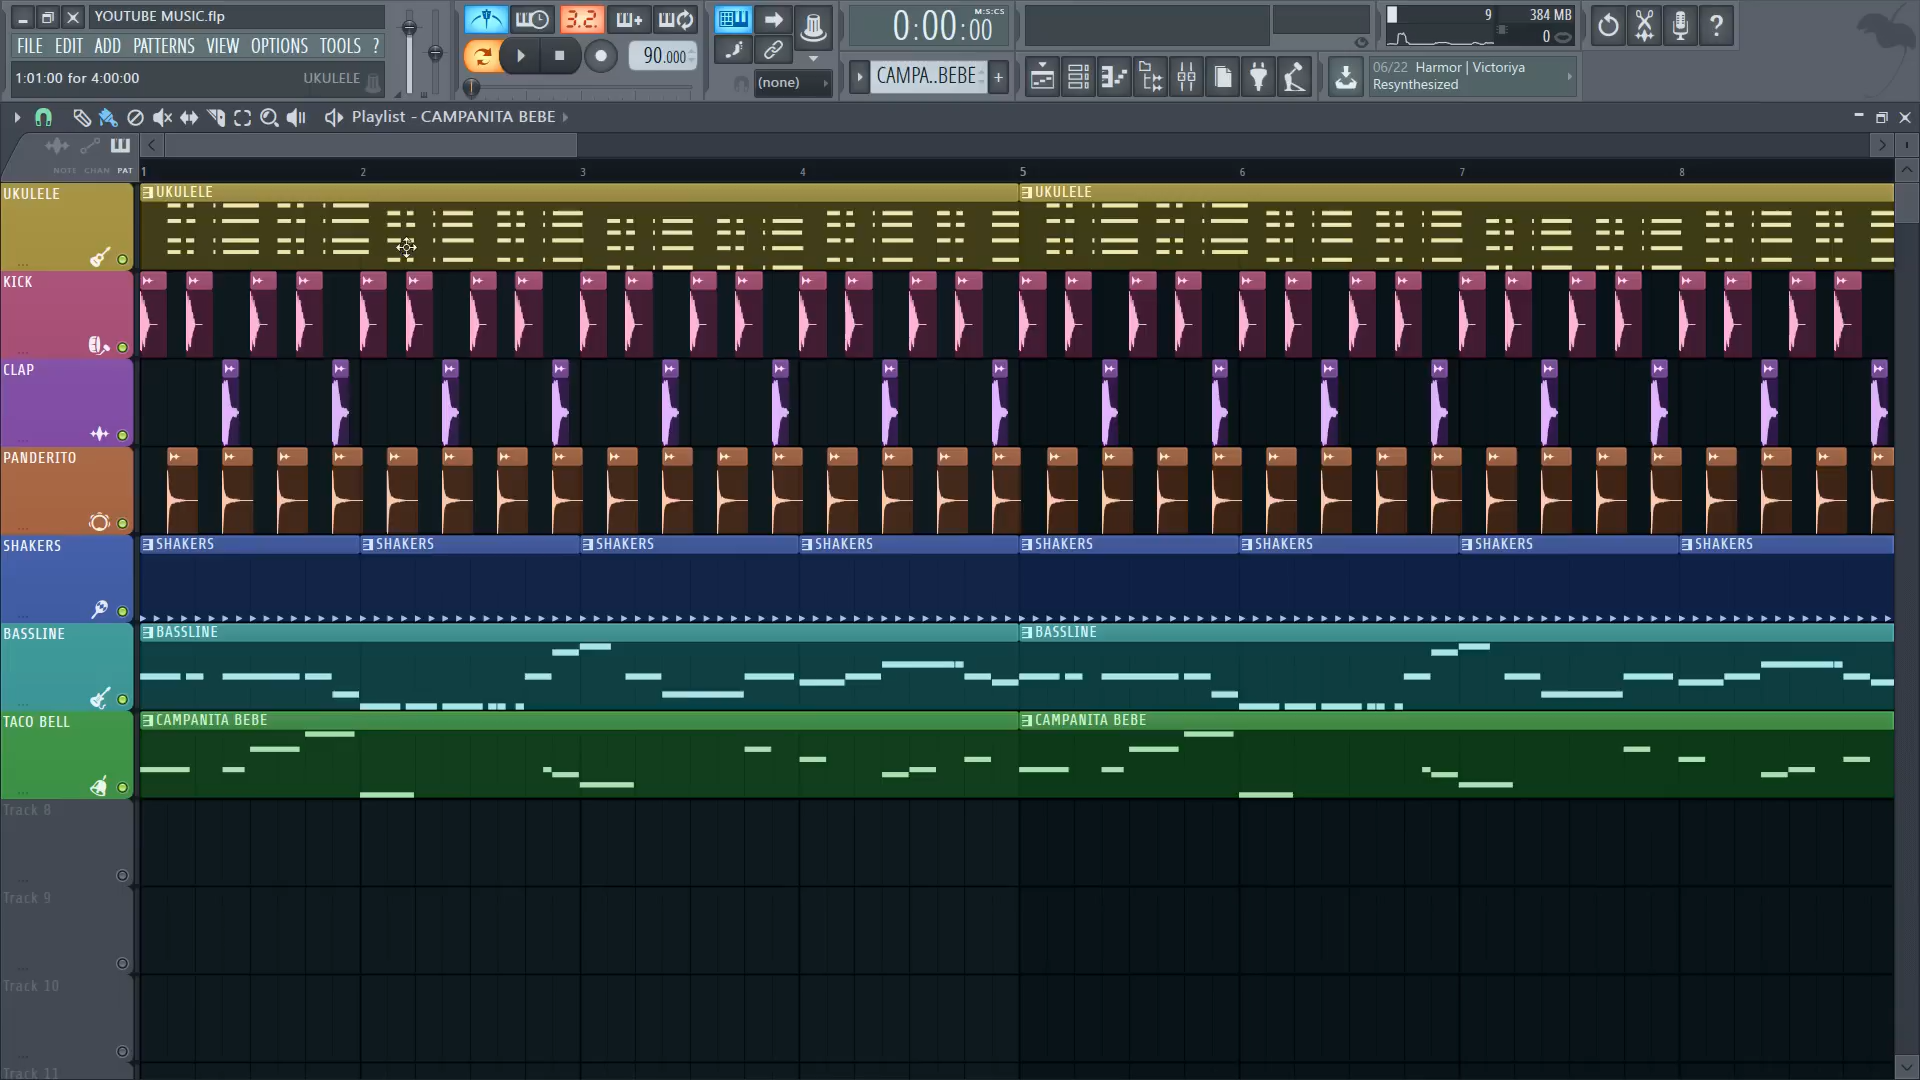 YOUTUBE MUSIC.flp
FILE EDIT ADD PATTERNS VIEW OPTIONS TOOLS ?
1:01:00 for 4:00:00 UKULELE
3.2.
90.000
(none)
0:00:00
M:S:CS
CAMPA..BEBE
9 384 MB
0
06/22 Harmor | Victoriya
Resynthesized
Playlist - CAMPANITA BEBE
NOTE CHAN PAT
1 2 3 4 5 6 7 8
UKULELE
UKULELE UKULELE
KICK
CLAP
PANDERITO
SHAKERS
SHAKERS SHAKERS SHAKERS SHAKERS SHAKERS SHAKERS SHAKERS SHAKERS
BASSLINE
BASSLINE BASSLINE
TACO BELL
CAMPANITA BEBE CAMPANITA BEBE
Track 8
Track 9
Track 10
Track 11